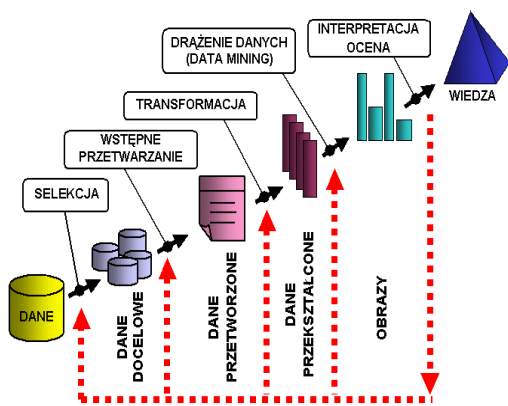 INTERPRETACJA
OCENA
WIEDZA
DRĄŻENIE DANYCH
(DATA MINING)
TRANSFORMACJA
WSTĘPNE
PRZETWARZANIE
SELEKCJA
DANE
DANE
DOCELOWE
DANE
PRZETWORZONE
DANE
PRZEKSZTAŁCONE
OBRAZY